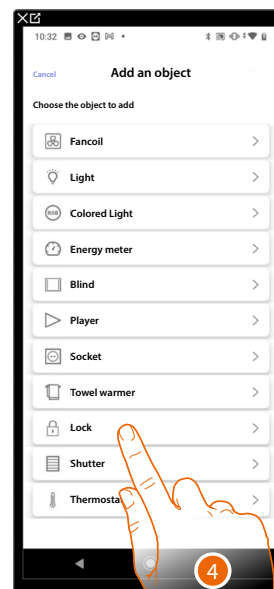 10:32
Cancel
Add an object
Choose the object to add
Fancoil
Light
RGB
Colored Light
Energy meter
Blind
Player
Socket
Towel warmer
Lock
Shutter
Thermosta
4